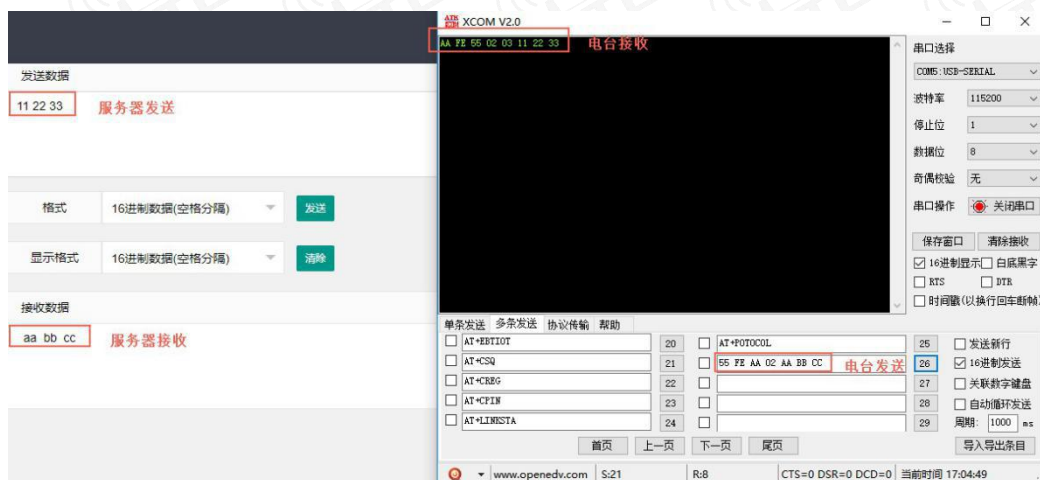 XCOM V2.0
AA FE 55 02 03 11 22 33 电台接收
发送数据
11 22 33 服务器发送
格式 16进制数据(空格分隔) 发送
显示格式 16进制数据(空格分隔) 清除
接收数据
aa bb cc 服务器接收
串口选择
COM5:USB-SERIAL
波特率 115200
停止位 1
数据位 8
奇偶校验 无
串口操作 关闭串口
保存窗口 清除接收
16进制显示 白底黑字
RTS DTR
时间戳(以换行回车断帧)
单条发送 多条发送 协议传输 帮助
AT+EBTIOT 20 AT+POTOCOL 25 发送新行
AT+CSQ 21 55 FE AA 02 AA BB CC 电台发送 26 16进制发送
AT+CREG 22 27 关联数字键盘
AT+CPIN 23 28 自动循环发送
AT+LINKSTA 24 29 周期: 1000 ms
首页 上一页 下一页 尾页 导入导出条目
www.openedv.com S:21 R:8 CTS=0 DSR=0 DCD=0 当前时间 17:04:49